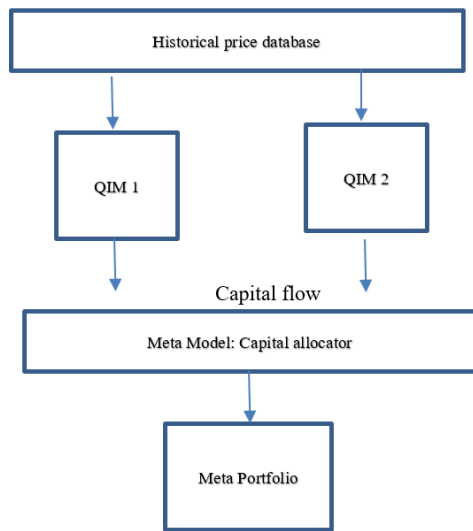 Historical price database
QIM 1
QIM 2
Capital flow
Meta Model: Capital allocator
Meta Portfolio